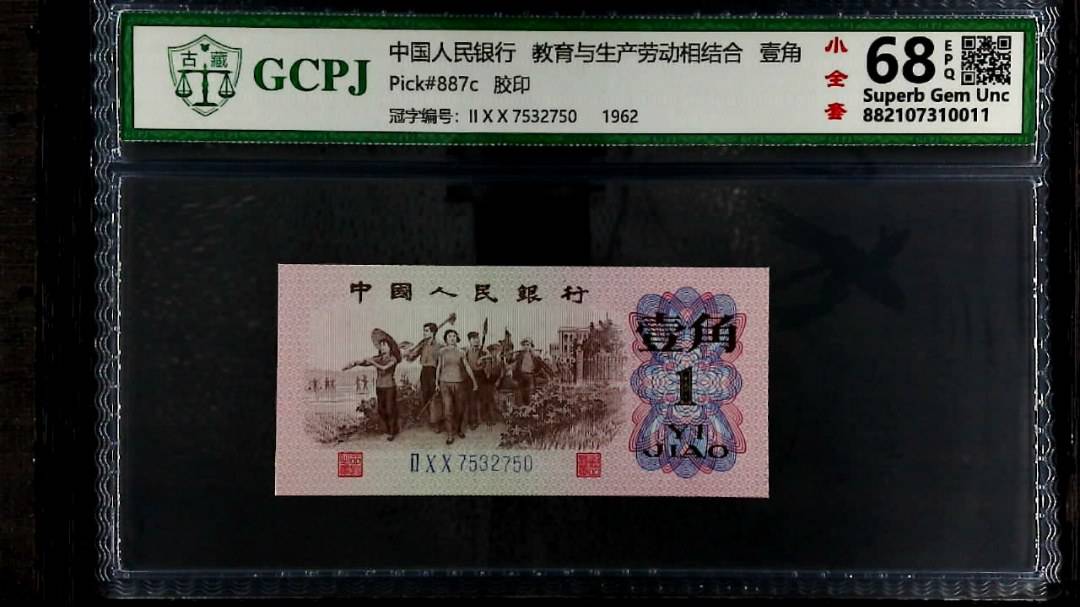 古藏
GCPJ
中国人民银行 教育与生产劳动相结合 壹角
Pick#887c 胶印
冠字编号: II X X 7532750 1962
小全套
68
EPQ
Superb Gem Unc
882107310011
中國人民銀行
壹角
1
YI
JIAO
II X X 7532750